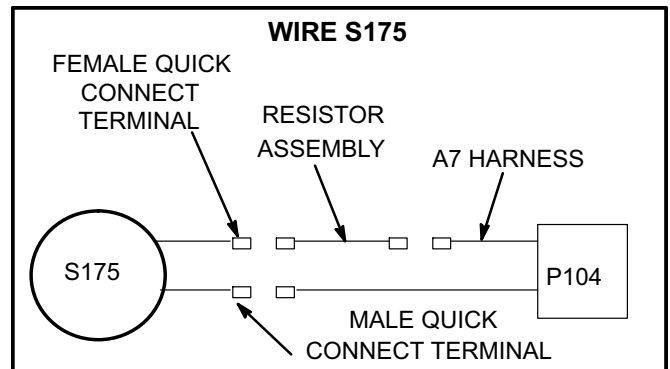 WIRE S175
FEMALE QUICK
CONNECT
TERMINAL
RESISTOR
ASSEMBLY
A7 HARNESS
S175
P104
MALE QUICK
CONNECT TERMINAL